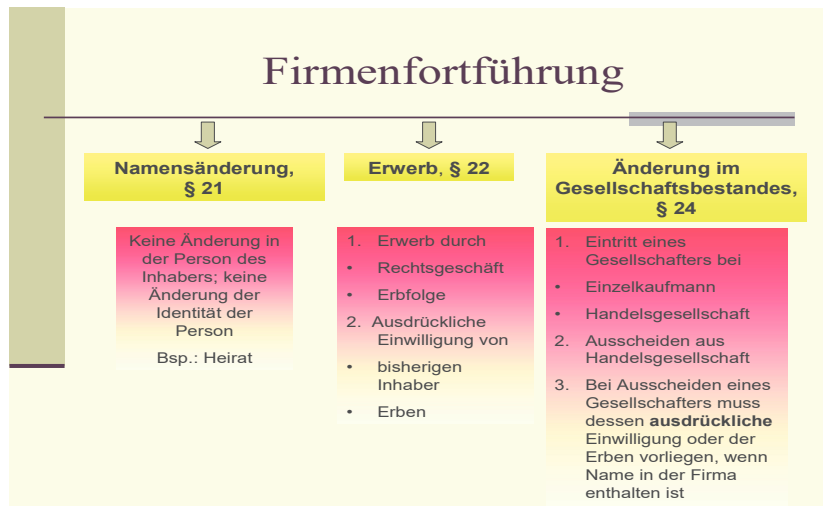 Firmenfortführung
Namensänderung,
§ 21
Keine Änderung in
der Person des
Inhabers; keine
Änderung der
Identität der
Person
Bsp.: Heirat
Erwerb, § 22
1. Erwerb durch
• Rechtsgeschäft
• Erbfolge
2. Ausdrückliche
Einwilligung von
• bisherigen
Inhaber
• Erben
Änderung im
Gesellschaftsbestandes,
§ 24
1. Eintritt eines
Gesellschafters bei
• Einzelkaufmann
• Handelsgesellschaft
2. Ausscheiden aus
Handelsgesellschaft
3. Bei Ausscheiden eines
Gesellschafters muss
dessen ausdrückliche
Einwilligung oder der
Erben vorliegen, wenn
Name in der Firma
enthalten ist